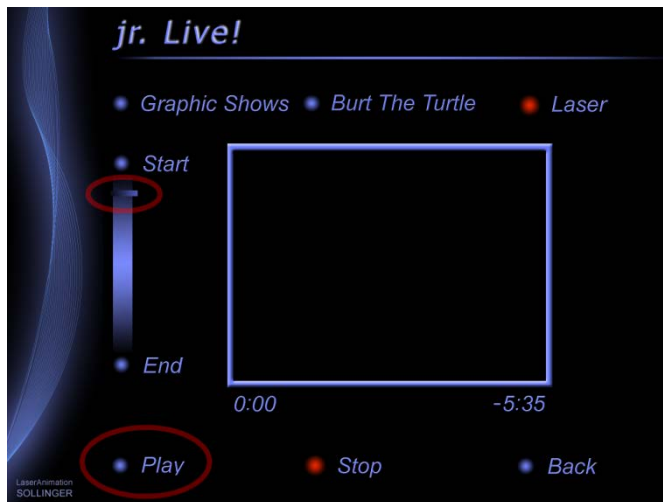 jr. Live!
Graphic Shows Burt The Turtle Laser
Start
End
0:00 -5:35
Play Stop Back
LaserAnimation
SOLLINGER